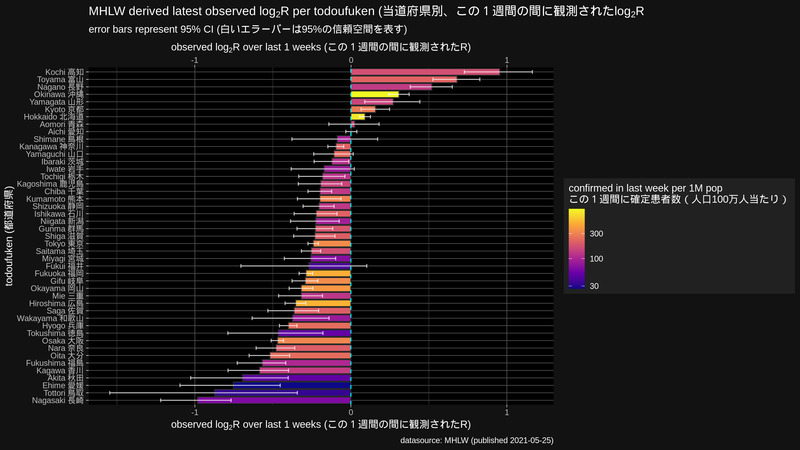 MHLW derived latest observed log₂R per todoufuken (当道府県別、この１週間の間に観測されたlog₂R
error bars represent 95% CI (白いエラーバーは95%の信頼空間を表す)
observed log₂R over last 1 weeks (この１週間の間に観測されたR)
-1 0 1
todoufuken (都道府県)
Kochi 高知
Toyama 富山
Nagano 長野
Okinawa 沖縄
Yamagata 山形
Kyoto 京都
Hokkaido 北海道
Aomori 青森
Aichi 愛知
Shimane 島根
Kanagawa 神奈川
Yamaguchi 山口
Ibaraki 茨城
Iwate 岩手
Tochigi 栃木
Kagoshima 鹿児島
Chiba 千葉
Kumamoto 熊本
Shizuoka 静岡
Ishikawa 石川
Niigata 新潟
Gunma 群馬
Shiga 滋賀
Tokyo 東京
Saitama 埼玉
Miyagi 宮城
Fukui 福井
Fukuoka 福岡
Gifu 岐阜
Okayama 岡山
Mie 三重
Hiroshima 広島
Saga 佐賀
Wakayama 和歌山
Hyogo 兵庫
Tokushima 徳島
Osaka 大阪
Nara 奈良
Oita 大分
Fukushima 福島
Kagawa 香川
Akita 秋田
Ehime 愛媛
Tottori 鳥取
Nagasaki 長崎
-1 0 1
observed log₂R over last 1 weeks (この１週間の間に観測されたR)
confirmed in last week per 1M pop
この１週間に確定患者数（人口100万人当たり）
300
100
30
datasource: MHLW (published 2021-05-25)